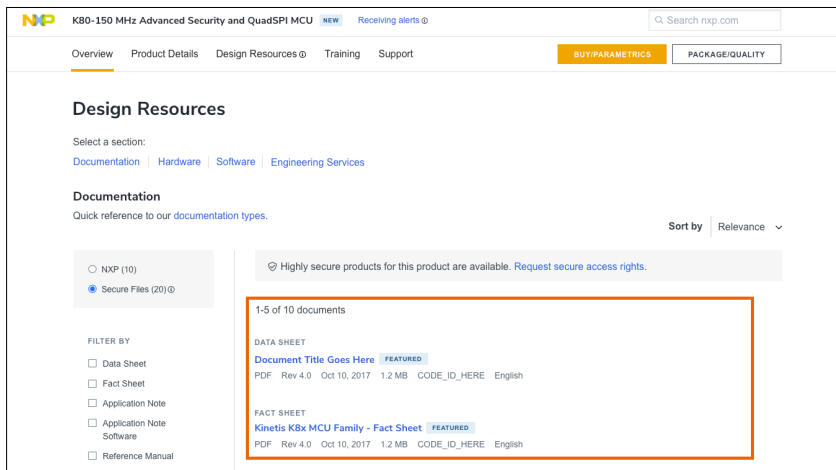 NXP K80-150 MHz Advanced Security and QuadSPI MCU NEW Receiving alerts Search nxp.com
Overview Product Details Design Resources Training Support BUY/PARAMETRICS PACKAGE/QUALITY
Design Resources
Select a section:
Documentation Hardware Software Engineering Services
Documentation
Quick reference to our documentation types.
Sort by Relevance
NXP (10)
Secure Files (20)
Highly secure products for this product are available. Request secure access rights.
FILTER BY
Data Sheet
Fact Sheet
Application Note
Application Note
Software
Reference Manual
1-5 of 10 documents
DATA SHEET
Document Title Goes Here FEATURED
PDF Rev 4.0 Oct 10, 2017 1.2 MB CODE_ID_HERE English
FACT SHEET
Kinetis K8x MCU Family - Fact Sheet FEATURED
PDF Rev 4.0 Oct 10, 2017 1.2 MB CODE_ID_HERE English